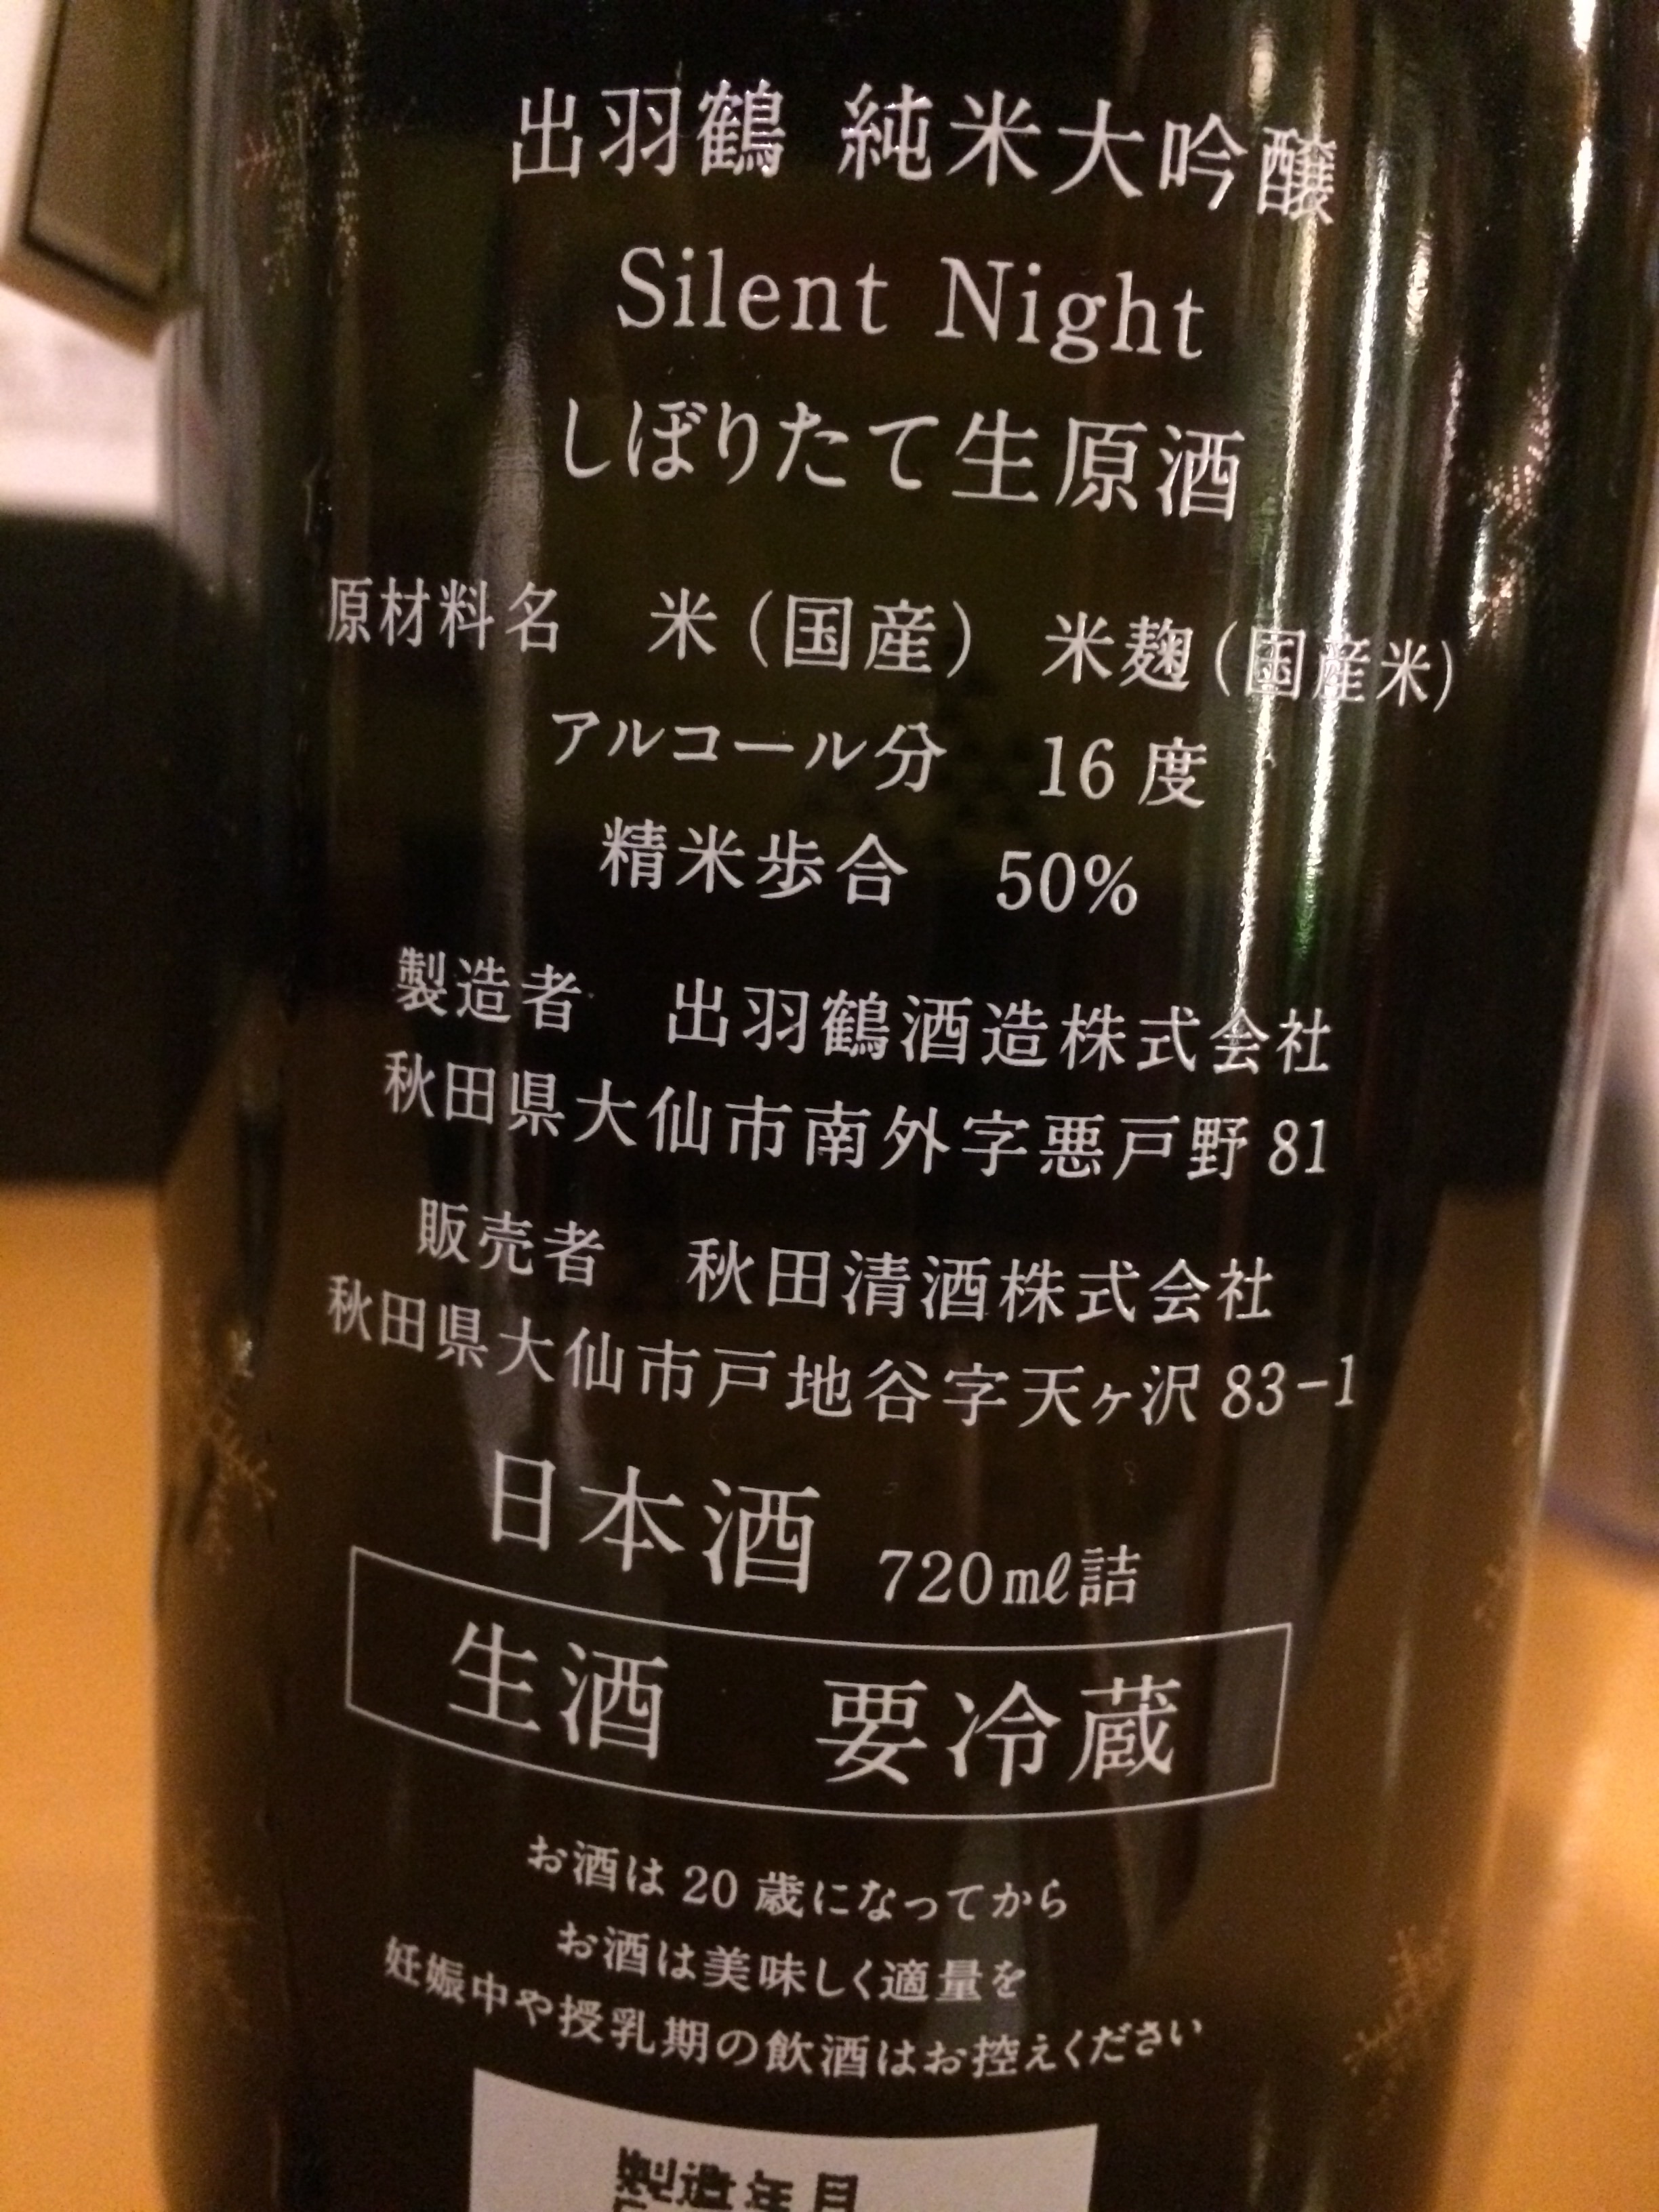 出羽鶴 純米大吟醸
Silent Night
しぼりたて生原酒
原材料名　米（国産）　米麹（国産米）
アルコール分　16度
精米歩合　50%
製造者　出羽鶴酒造株式会社
秋田県大仙市南外字悪戸野81
販売者　秋田清酒株式会社
秋田県大仙市戸地谷字天ヶ沢83-1
日本酒 720mℓ詰
生酒　要冷蔵
お酒は20歳になってから
お酒は美味しく適量を
妊娠中や授乳期の飲酒はお控えください
製造年月